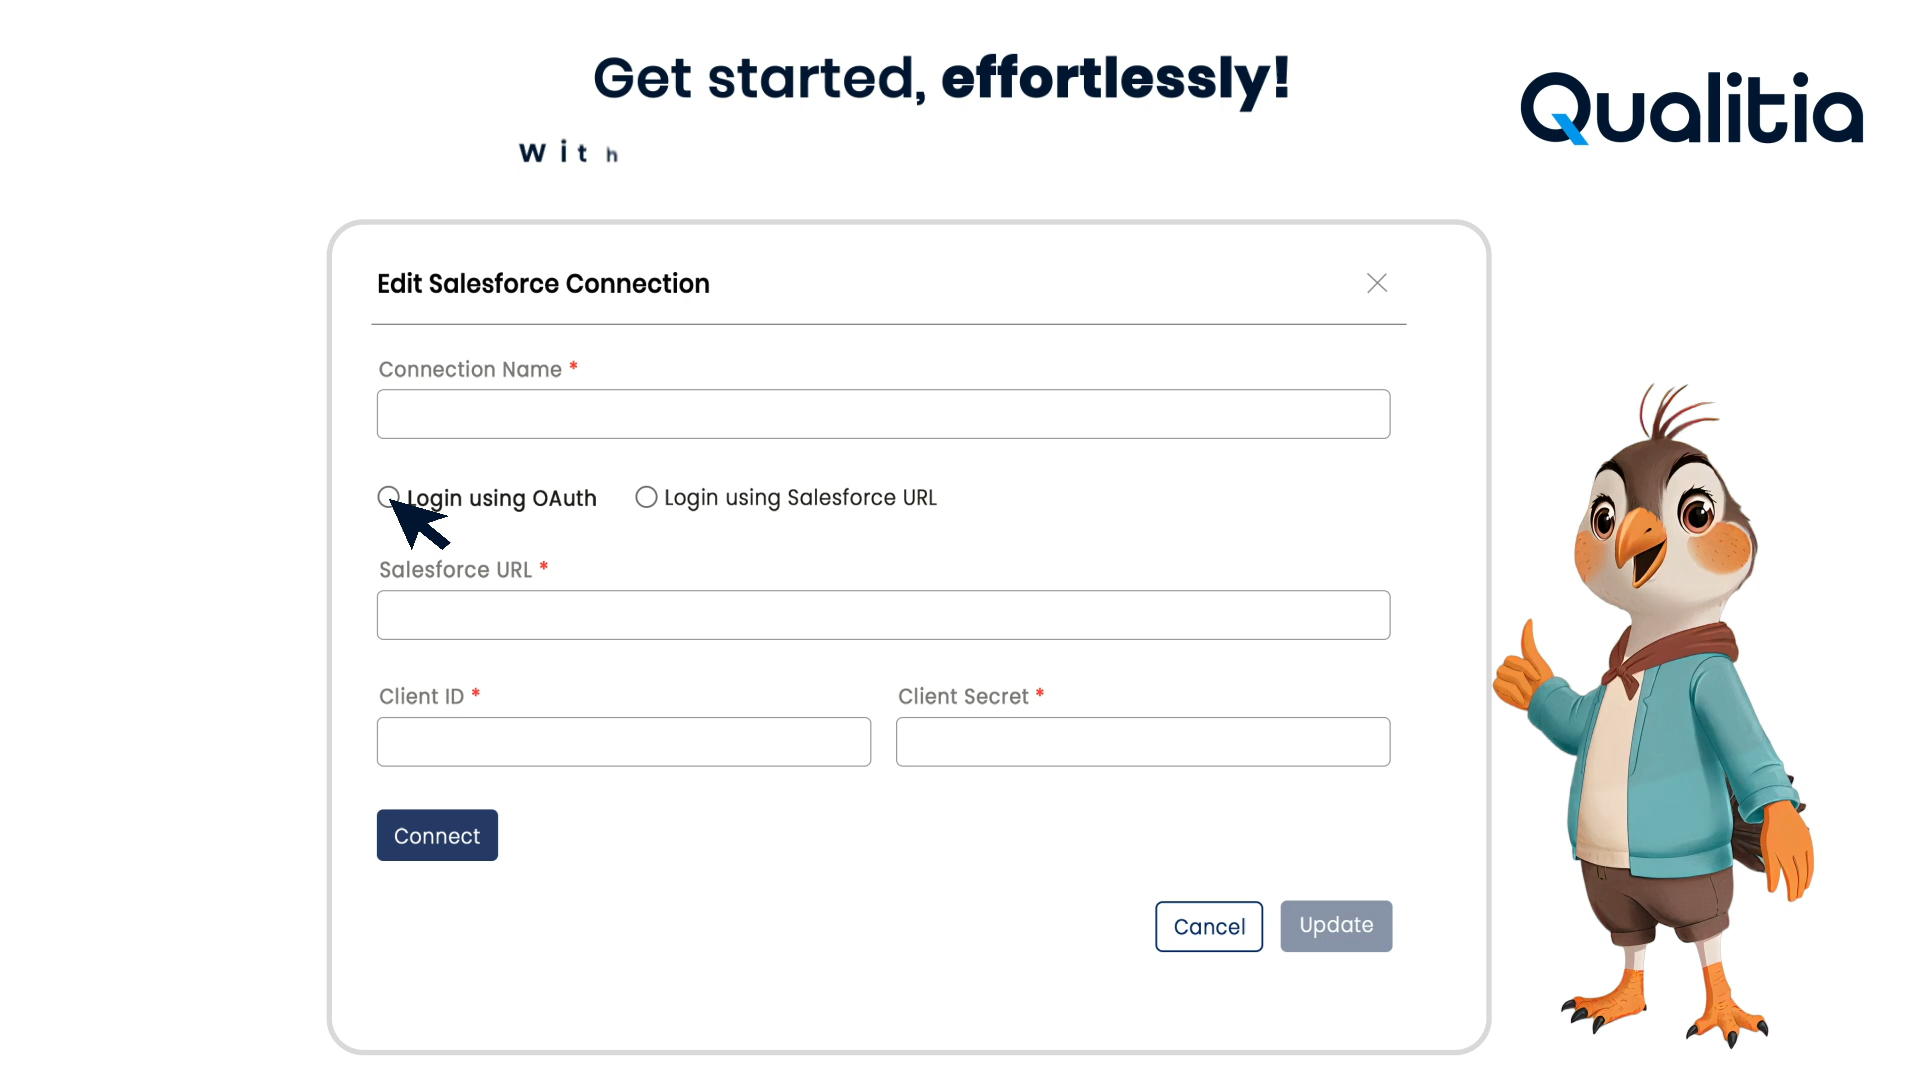 Get started, effortlessly!
Qualitia
With
Edit Salesforce Connection
Connection Name *
Login using OAuth
Login using Salesforce URL
Salesforce URL *
Client ID *
Client Secret *
Connect
Cancel
Update